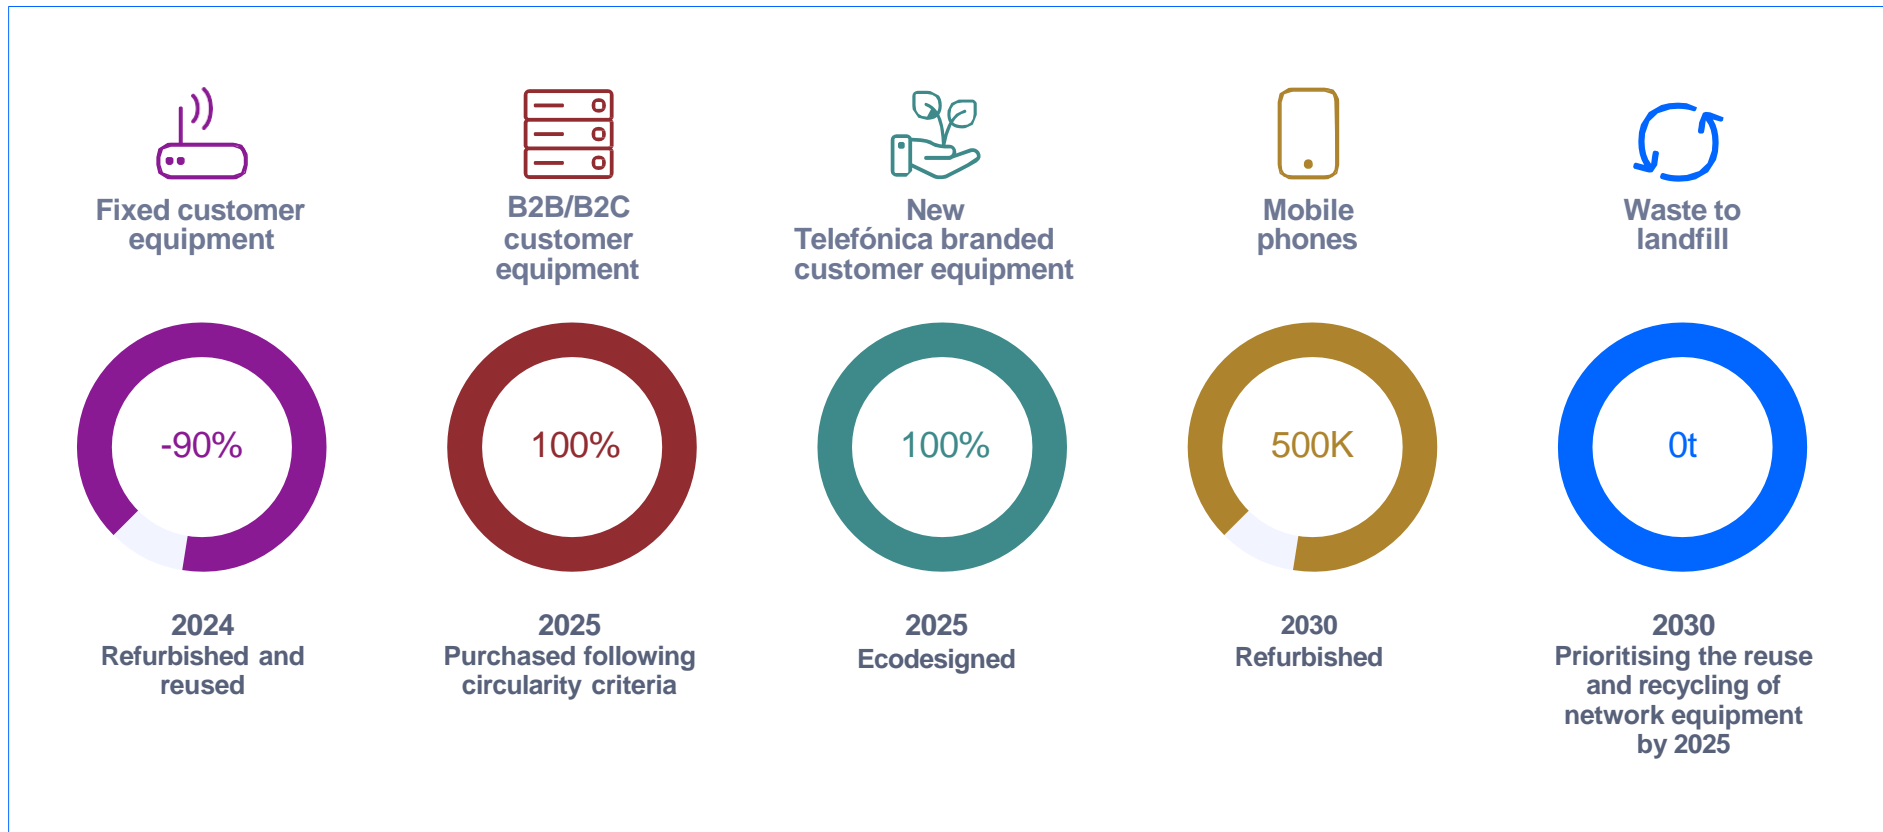 Fixed customer
equipment
B2B/B2C
customer
equipment
New
Telefónica branded
customer equipment
Mobile
phones
Waste to
landfill
-90%
100%
100%
500K
0t
2024
Refurbished and
reused
2025
Purchased following
circularity criteria
2025
Ecodesigned
2030
Refurbished
2030
Prioritising the reuse
and recycling of
network equipment
by 2025